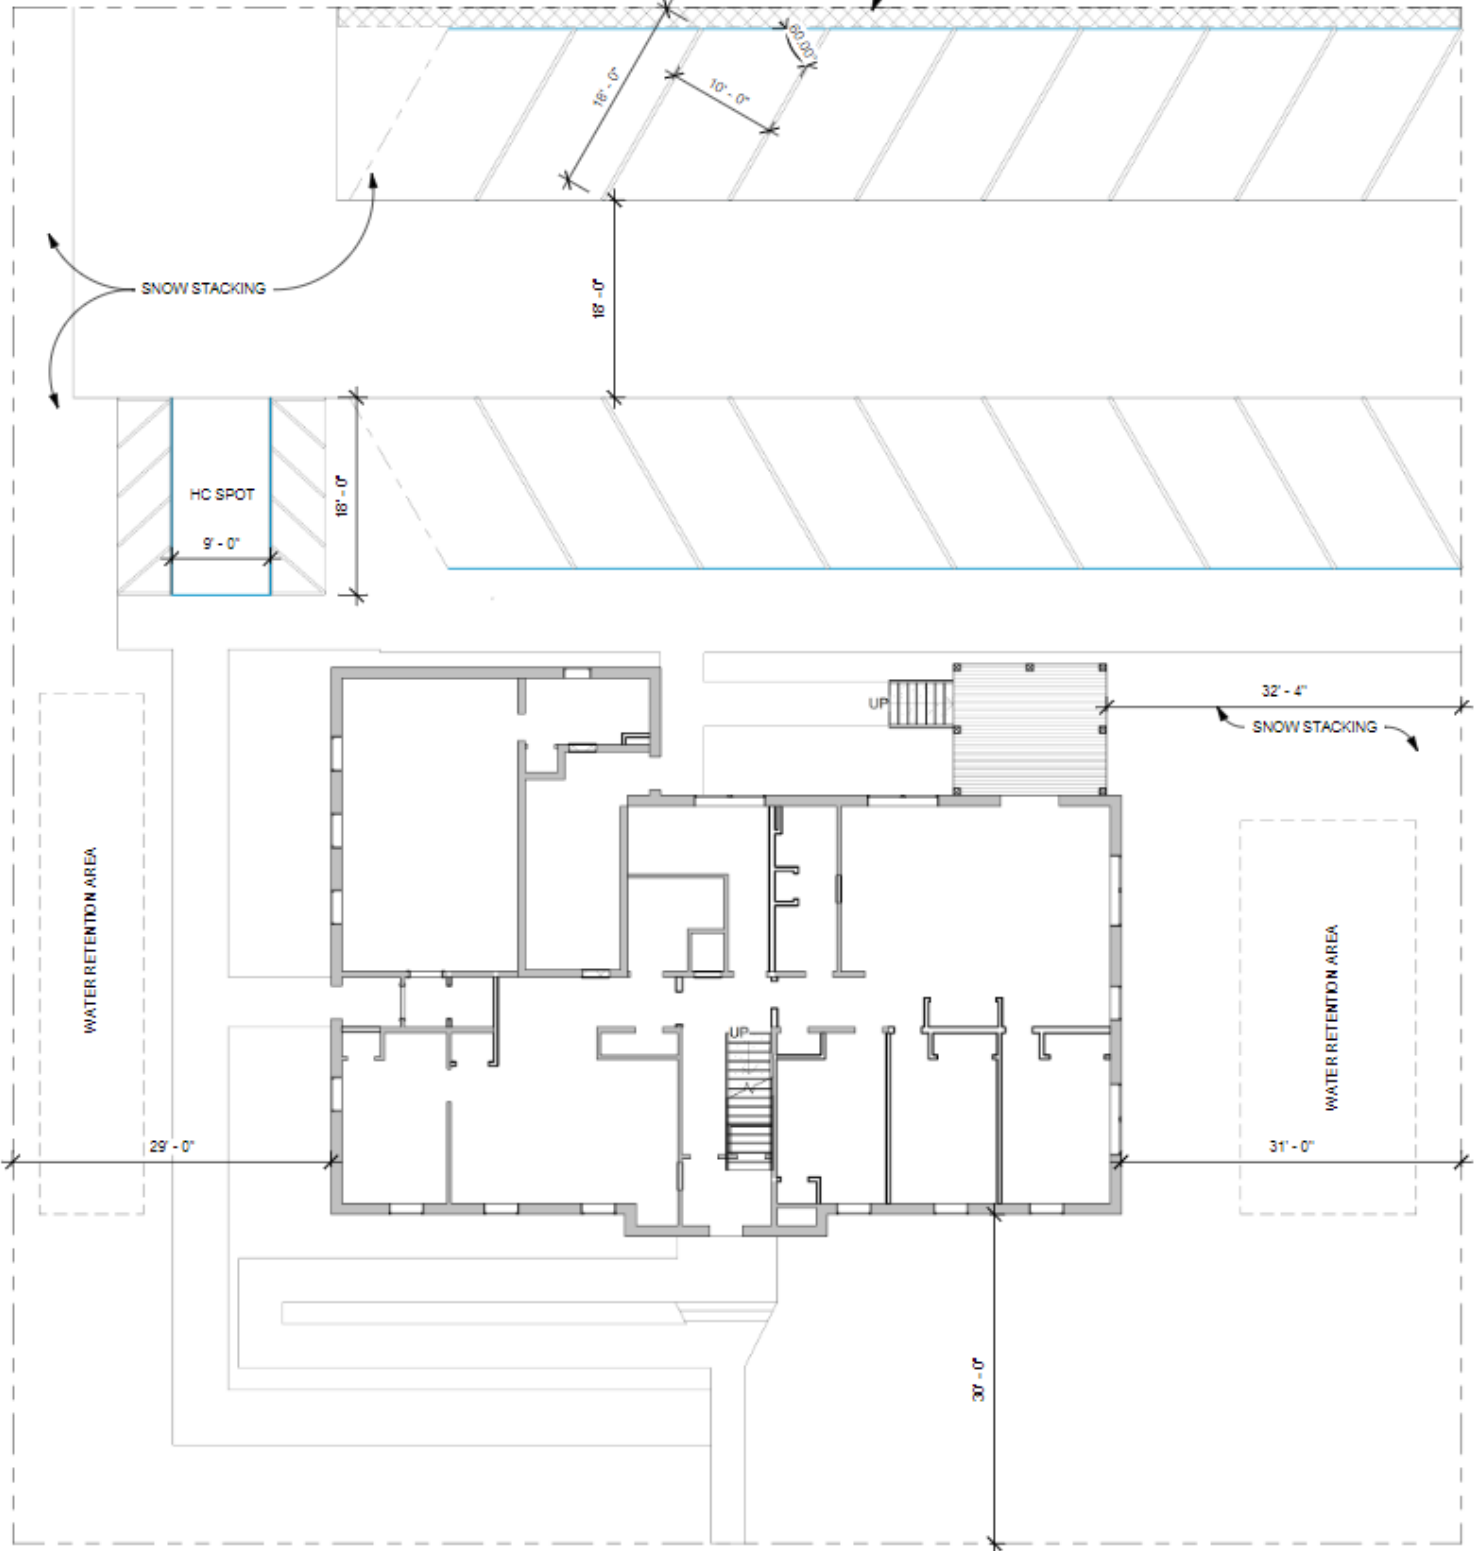 60.00°
18' - 0"
10' - 0"
SNOW STACKING
18' - 0"
HC SPOT
18' - 0"
9' - 0"
32' - 4"
UP
SNOW STACKING
WATER RETENTION AREA
WATER RETENTION AREA
UP
29' - 0"
31' - 0"
30' - 0"